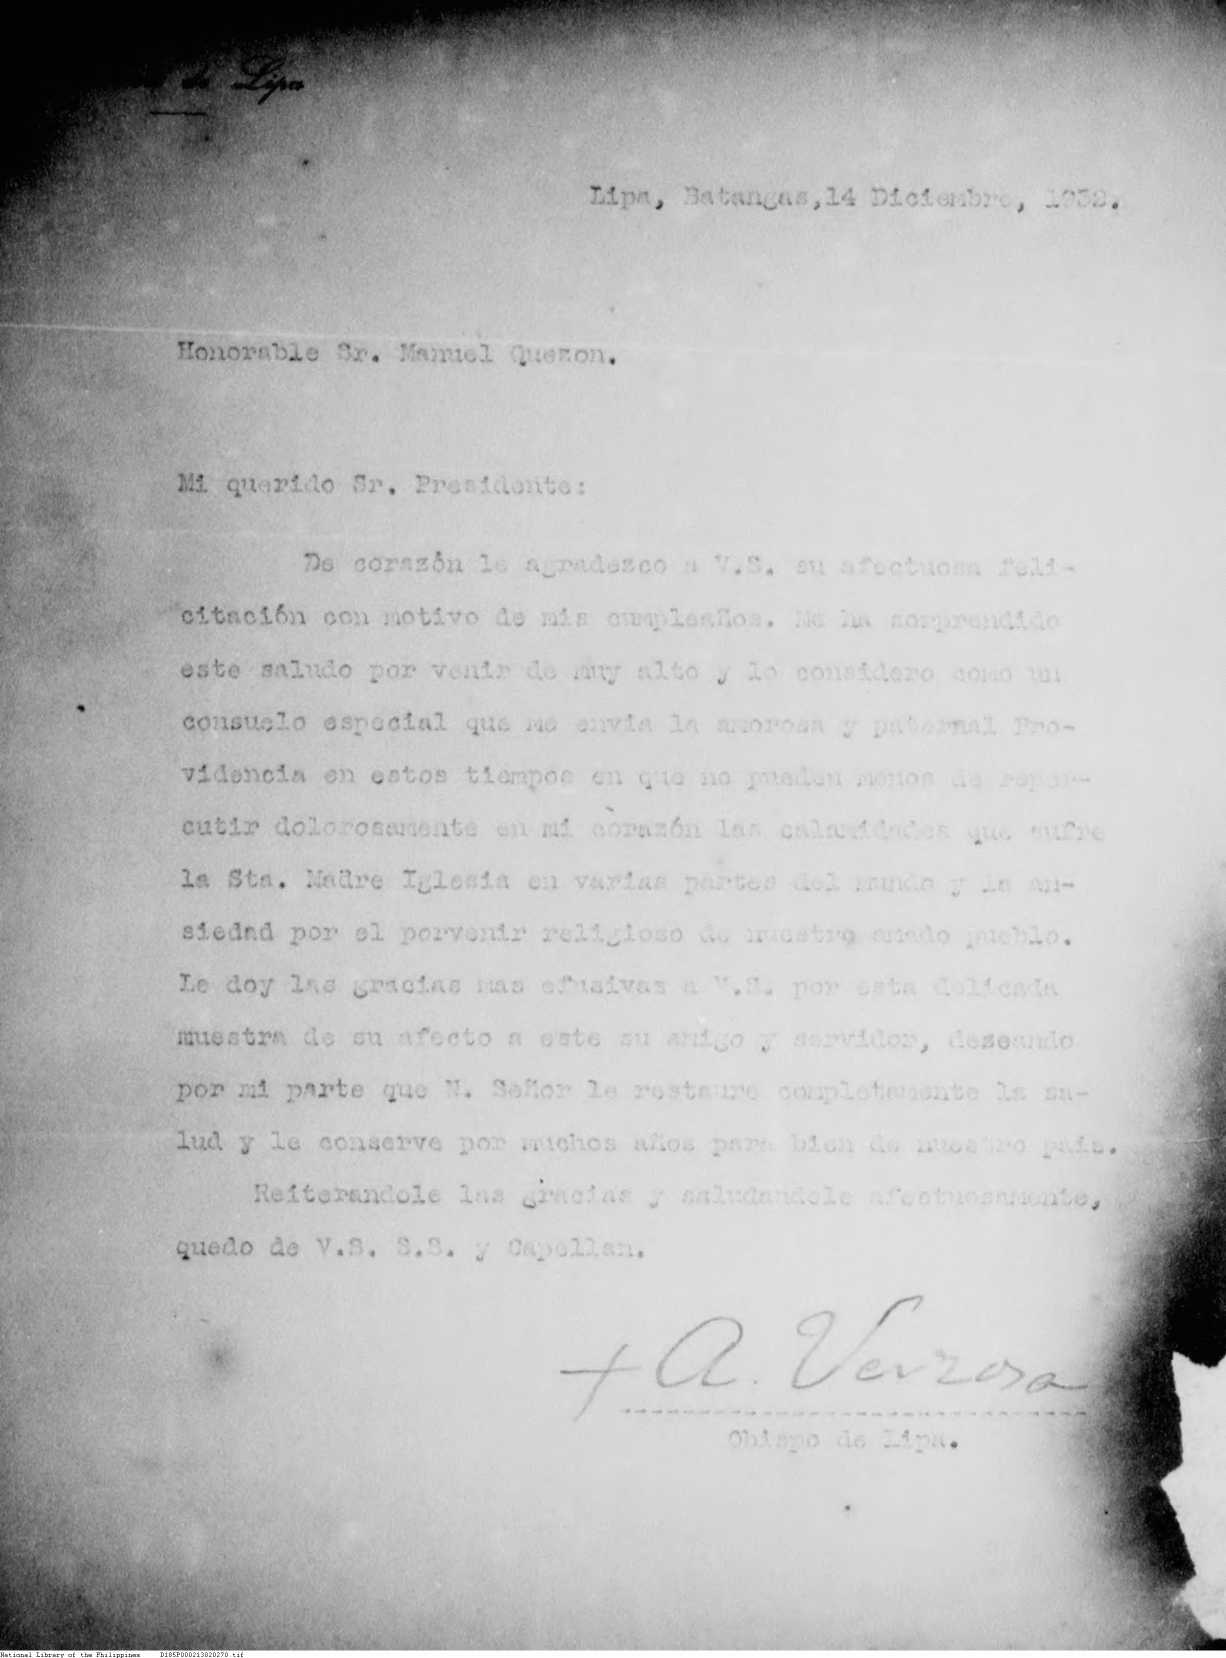 de Lipa
Lipa, Batangas,14 Diciembre, 1932.
Honorable Sr. Manuel Quezon.
Mi querido Sr. Presidente:
De corazón le agradezco a V.S. su afectuosa feli-
citación con motivo de mis cumpleaños. Me ha sorprendido
este saludo por venir de muy alto y lo considero como un
consuelo especial que me envia la amorosa y paternal Pro-
videncia en estos tiempos en que no pueden menos de reper-
cutir dolorosamente en mi corazón las calamidades que sufre
la Sta. Madre Iglesia en varias partes del mundo y la an-
siedad por el porvenir religioso de nuestro amado pueblo.
Le doy las gracias mas efusivas a V.S. por esta delicada
muestra de su afecto a este su amigo y servidor, deseando
por mi parte que N. Señor le restaure completamente la sa-
lud y le conserve por muchos años para bien de nuestro pais.
Reiterandole las gracias y saludandole afectuosamente,
quedo de V.S. S.S. y Capellan.
+ A. Verzosa
Obispo de Lipa.
National Library of the Philippines D185P000213020270.tif